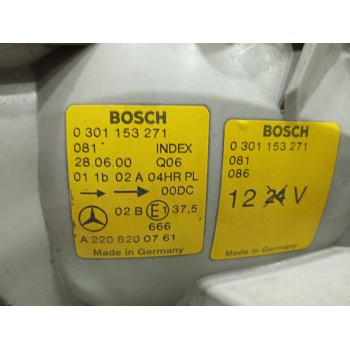 BOSCH
0 301 153 271
081 INDEX
28.06.00 Q06
01 1b 02 A 04HR PL
00DC
02 B E1 37,5
666
A 220 820 07 61
Made in Germany
BOSCH
0 301 153 271
081
086
12 24 V
Made in Germany